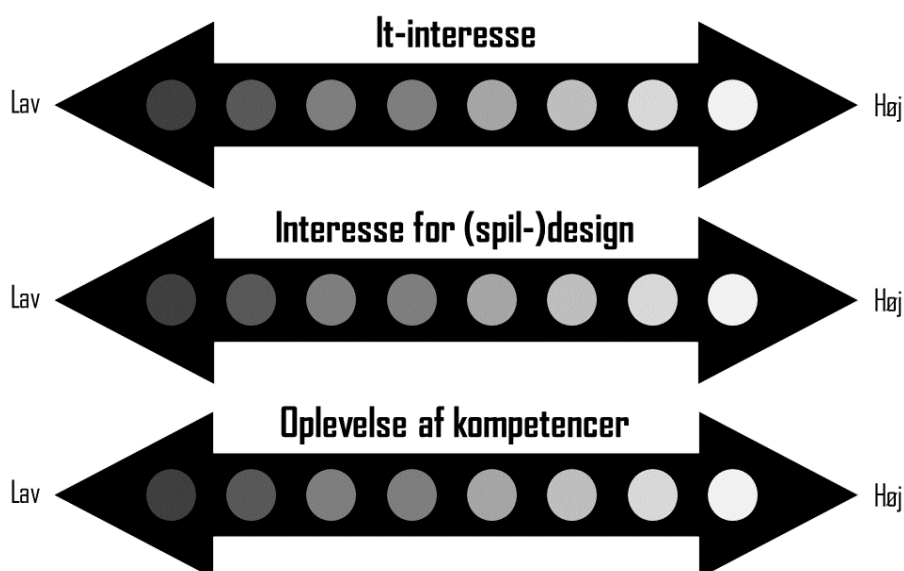 It-interesse
Lav Høj
Interesse for (spil-)design
Lav Høj
Oplevelse af kompetencer
Lav Høj